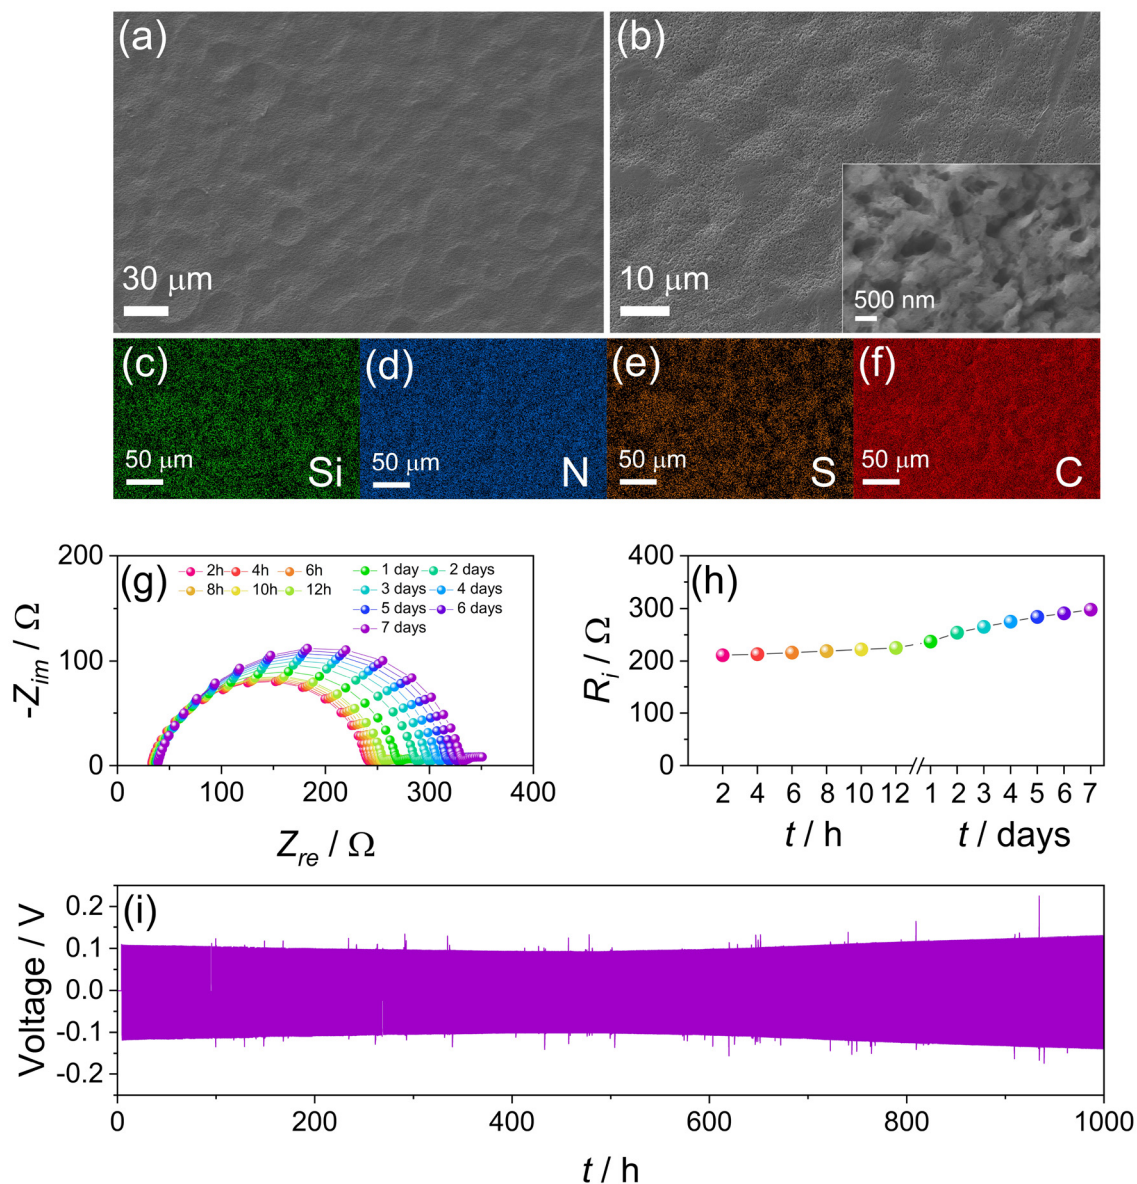 (a)
30 μm
(b)
10 μm
500 nm
(c)
50 μm
Si
(d)
50 μm
N
(e)
50 μm
S
(f)
50 μm
C
(g)
2h 4h 6h
8h 10h 12h
1 day 2 days
3 days 4 days
5 days 6 days
7 days
200
100
0
-Zim / Ω
0 100 200 300 400
Zre / Ω
(h)
400
300
200
100
0
Ri / Ω
2 4 6 8 10 12 1 2 3 4 5 6 7
t / h t / days
(i)
0.2
0.1
0.0
-0.1
-0.2
Voltage / V
0 200 400 600 800 1000
t / h